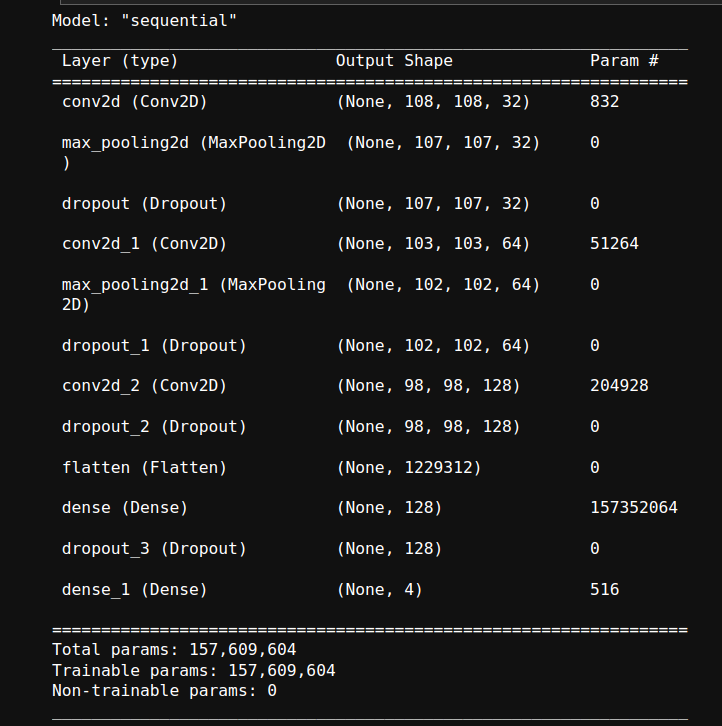 Model: "sequential"
Layer (type) Output Shape Param #
=================================================================
conv2d (Conv2D) (None, 108, 108, 32) 832
max_pooling2d (MaxPooling2D (None, 107, 107, 32) 0
)
dropout (Dropout) (None, 107, 107, 32) 0
conv2d_1 (Conv2D) (None, 103, 103, 64) 51264
max_pooling2d_1 (MaxPooling (None, 102, 102, 64) 0
2D)
dropout_1 (Dropout) (None, 102, 102, 64) 0
conv2d_2 (Conv2D) (None, 98, 98, 128) 204928
dropout_2 (Dropout) (None, 98, 98, 128) 0
flatten (Flatten) (None, 1229312) 0
dense (Dense) (None, 128) 157352064
dropout_3 (Dropout) (None, 128) 0
dense_1 (Dense) (None, 4) 516
=================================================================
Total params: 157,609,604
Trainable params: 157,609,604
Non-trainable params: 0